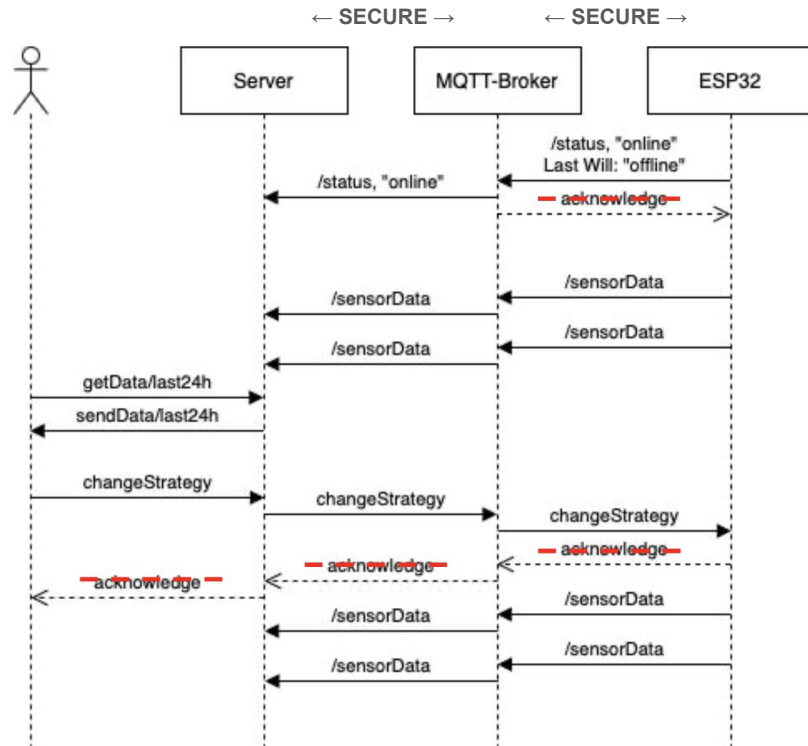 ← SECURE → ← SECURE →
Server MQTT-Broker ESP32
/status, "online"
Last Will: "offline"
/status, "online"
acknowledge
/sensorData
/sensorData
/sensorData
/sensorData
getData/last24h
sendData/last24h
changeStrategy
changeStrategy
changeStrategy
acknowledge
acknowledge
acknowledge
/sensorData
/sensorData
/sensorData
/sensorData